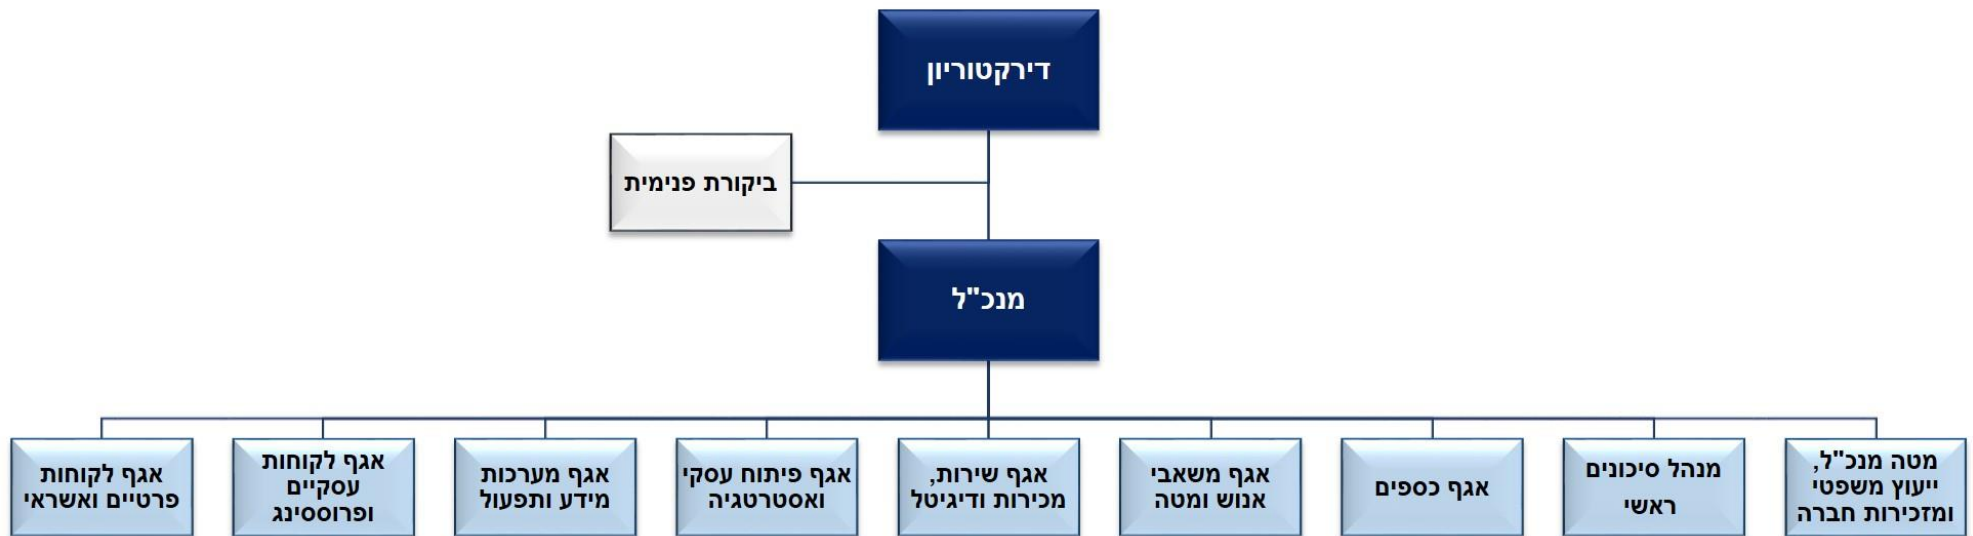 דירקטוריון
ביקורת פנימית
מנכ"ל
מטה מנכ"ל,
ייעוץ משפטי
ומזכירות חברה
מנהל סיכונים
ראשי
אגף כספים
אגף משאבי
אנוש ומטה
אגף שירות,
מכירות ודיגיטל
אגף פיתוח עסקי
ואסטרטגיה
אגף מערכות
מידע ותפעול
אגף לקוחות
עסקיים
ופרוססינג
אגף לקוחות
פרטיים ואשראי